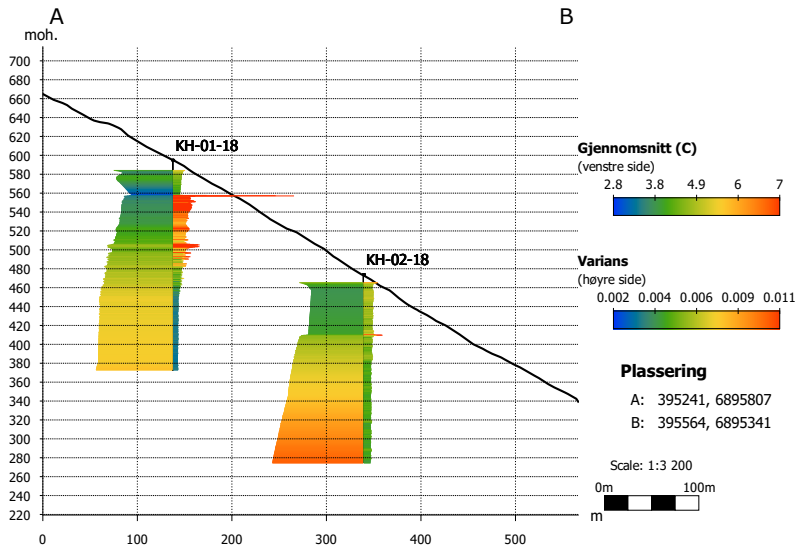 A
B
moh.
700
680
660
640
620
600
580
560
540
520
500
480
460
440
420
400
380
360
340
320
300
280
260
240
220
0
100
200
300
400
500
m
KH-01-18
KH-02-18
Gjennomsnitt (C)
(venstre side)
2.8 3.8 4.9 6 7
Varians
(høyre side)
0.002 0.004 0.006 0.009 0.011
Plassering
A: 395241, 6895807
B: 395564, 6895341
Scale: 1:3 200
0m 100m